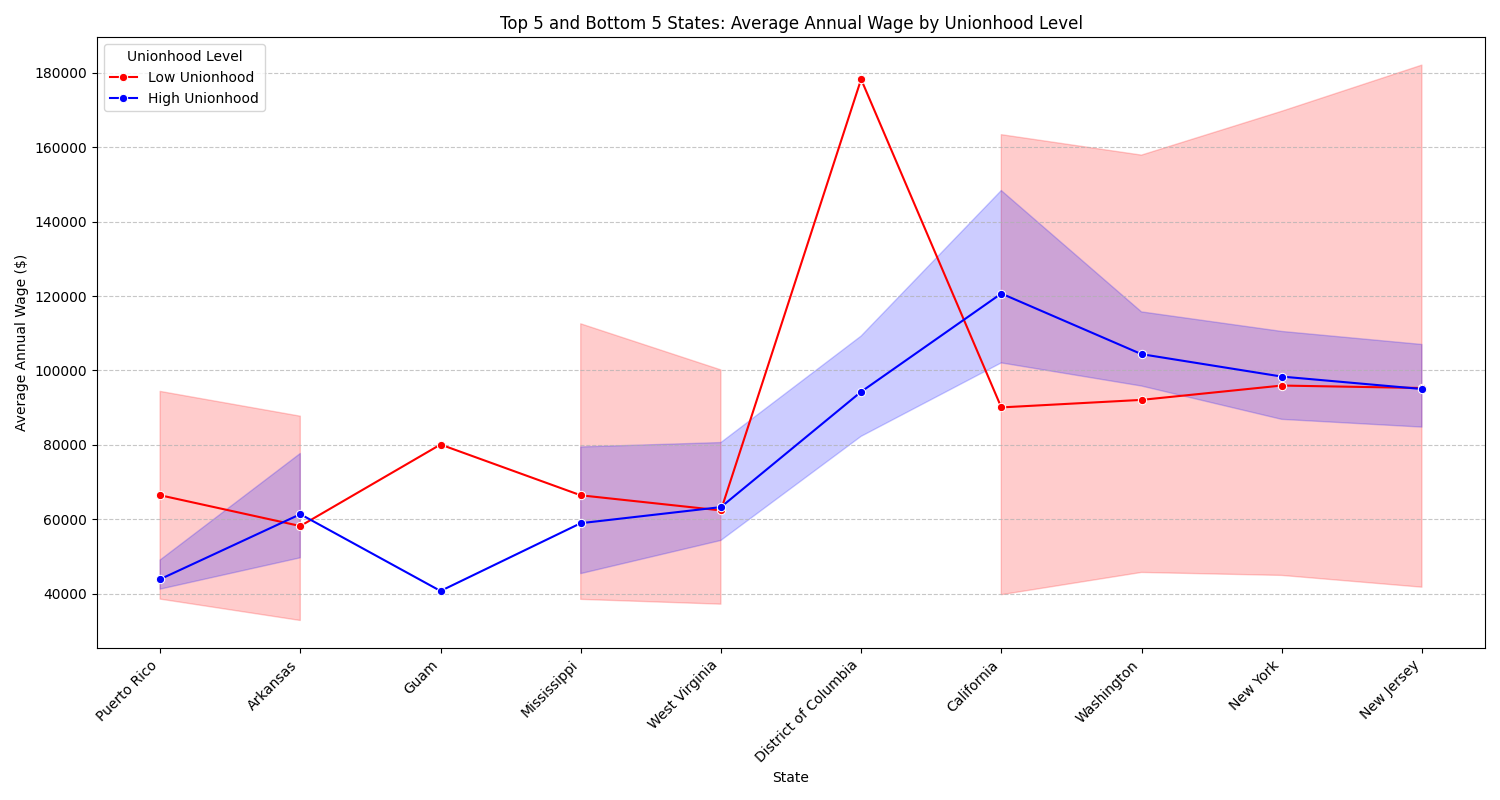 Top 5 and Bottom 5 States: Average Annual Wage by Unionhood Level
Unionhood Level
Low Unionhood
High Unionhood
Average Annual Wage ($)
180000
160000
140000
120000
100000
80000
60000
40000
Puerto Rico
Arkansas
Guam
Mississippi
West Virginia
District of Columbia
California
Washington
New York
New Jersey
State